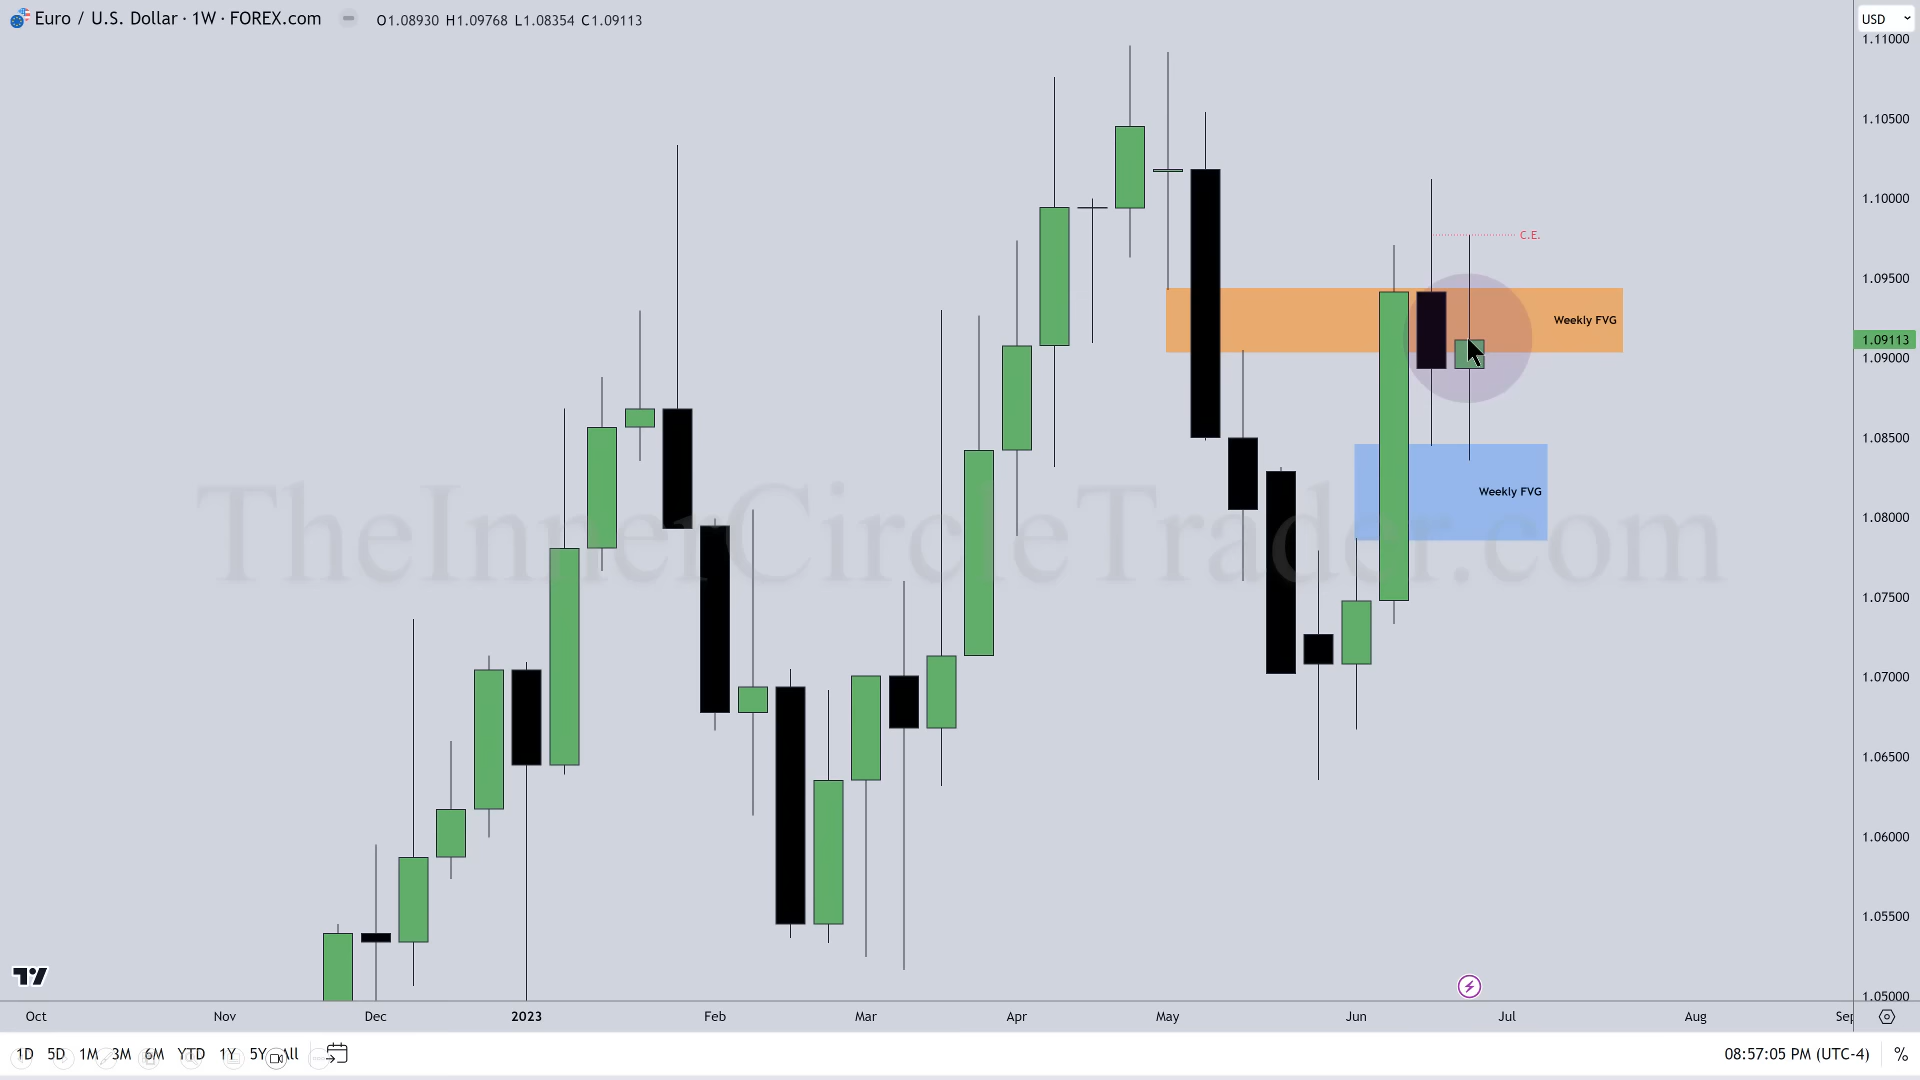 Euro / U.S. Dollar · 1W · FOREX.com O1.08930 H1.09768 L1.08354 C1.09113
USD
1.11000
1.10500
1.10000
C.E.
1.09500
Weekly FVG
1.09113
1.09000
1.08500
Weekly FVG
1.08000
TheInnerCircleTrader.com
1.07500
1.07000
1.06500
1.06000
1.05500
1.05000
Oct Nov Dec 2023 Feb Mar Apr May Jun Jul Aug Sep
1D 5D 1M 3M 6M YTD 1Y 5Y All 08:57:05 PM (UTC-4) %